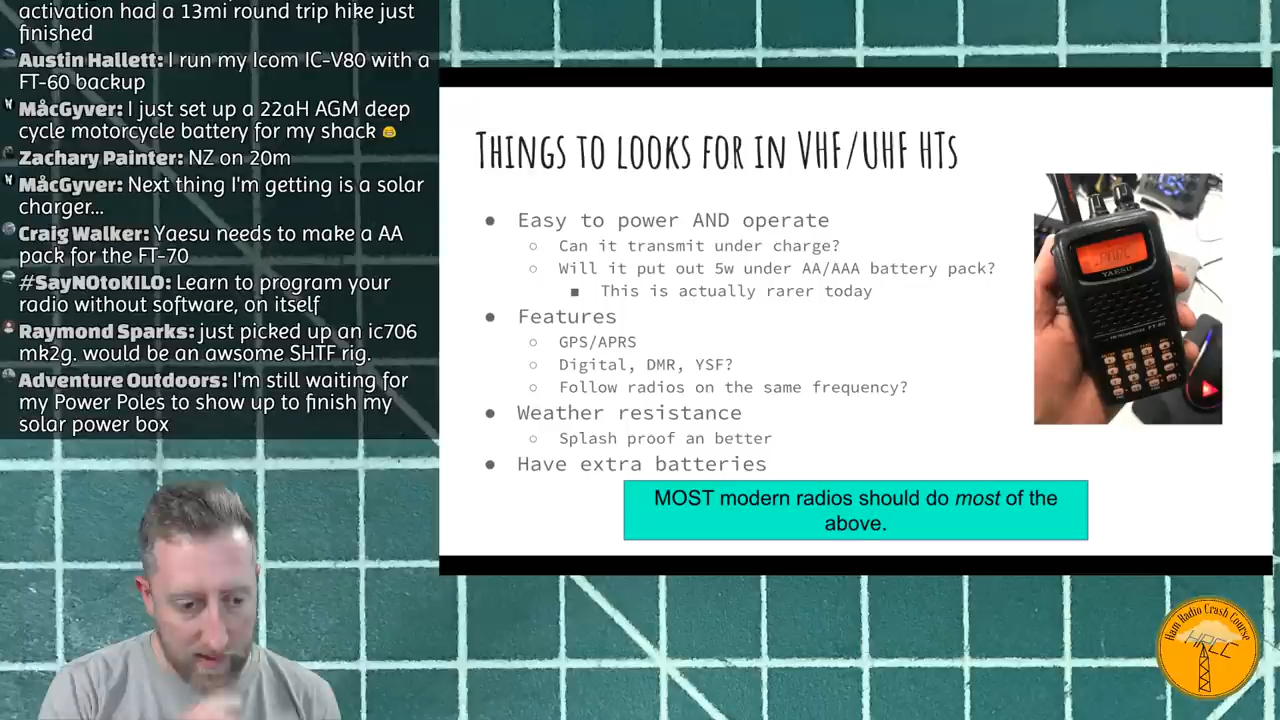 activation had a 13mi round trip hike just
finished
Austin Hallett: I run my Icom IC-V80 with a
FT-60 backup
MåcGyver: I just set up a 22aH AGM deep
cycle motorcycle battery for my shack
Zachary Painter: NZ on 20m
MåcGyver: Next thing I'm getting is a solar
charger...
Craig Walker: Yaesu needs to make a AA
pack for the FT-70
#SayNOtoKILO: Learn to program your
radio without software, on itself
Raymond Sparks: just picked up an ic706
mk2g. would be an awsome SHTF rig.
Adventure Outdoors: I'm still waiting for
my Power Poles to show up to finish my
solar power box
THINGS TO LOOKS FOR IN VHF/UHF HTs
● Easy to power AND operate
○ Can it transmit under charge?
○ Will it put out 5w under AA/AAA battery pack?
■ This is actually rarer today
● Features
○ GPS/APRS
○ Digital, DMR, YSF?
○ Follow radios on the same frequency?
● Weather resistance
○ Splash proof an better
● Have extra batteries
MOST modern radios should do most of the
above.
YAESU
FT-60
Ham Radio Crash Course
HRCC